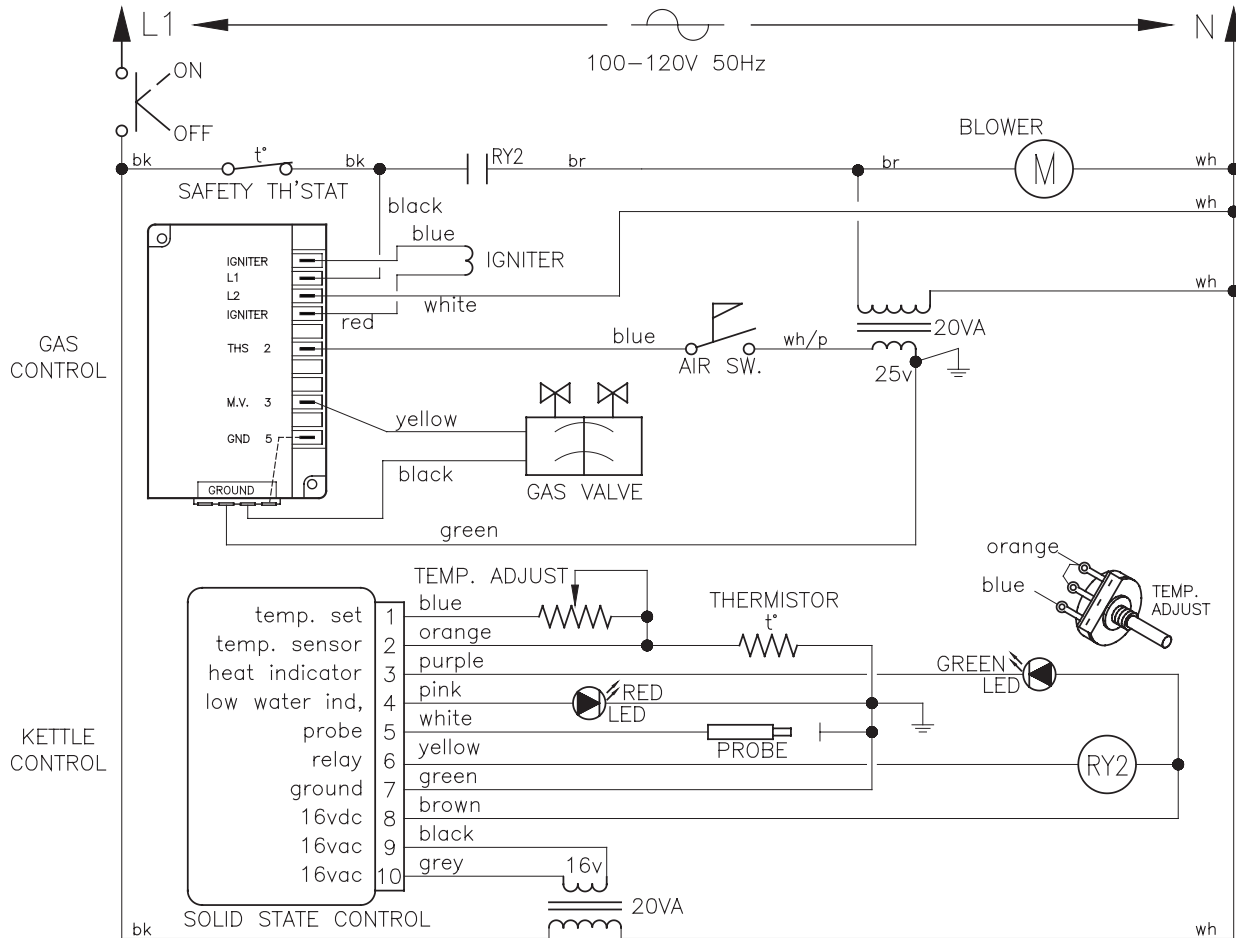 L1
N
100-120V 50Hz
ON
OFF
BLOWER
bk
t°
bk
RY2
br
br
M
wh
SAFETY TH'STAT
black
wh
blue
IGNITER
IGNITER
L1
L2
IGNITER
white
red
wh
20VA
GAS
CONTROL
THS 2
blue
AIR SW.
wh/p
25v
M.V. 3
yellow
GND 5
black
GAS VALVE
GROUND
green
orange
blue
TEMP.
ADJUST
TEMP. ADJUST
THERMISTOR
t°
temp. set 1 blue
temp. sensor 2 orange
heat indicator 3 purple
GREEN
LED
low water ind, 4 pink
RED
LED
probe 5 white
PROBE
KETTLE
CONTROL
relay 6 yellow
RY2
ground 7 green
16vdc 8 brown
16vac 9 black
16vac 10 grey
16v
20VA
SOLID STATE CONTROL
bk
wh